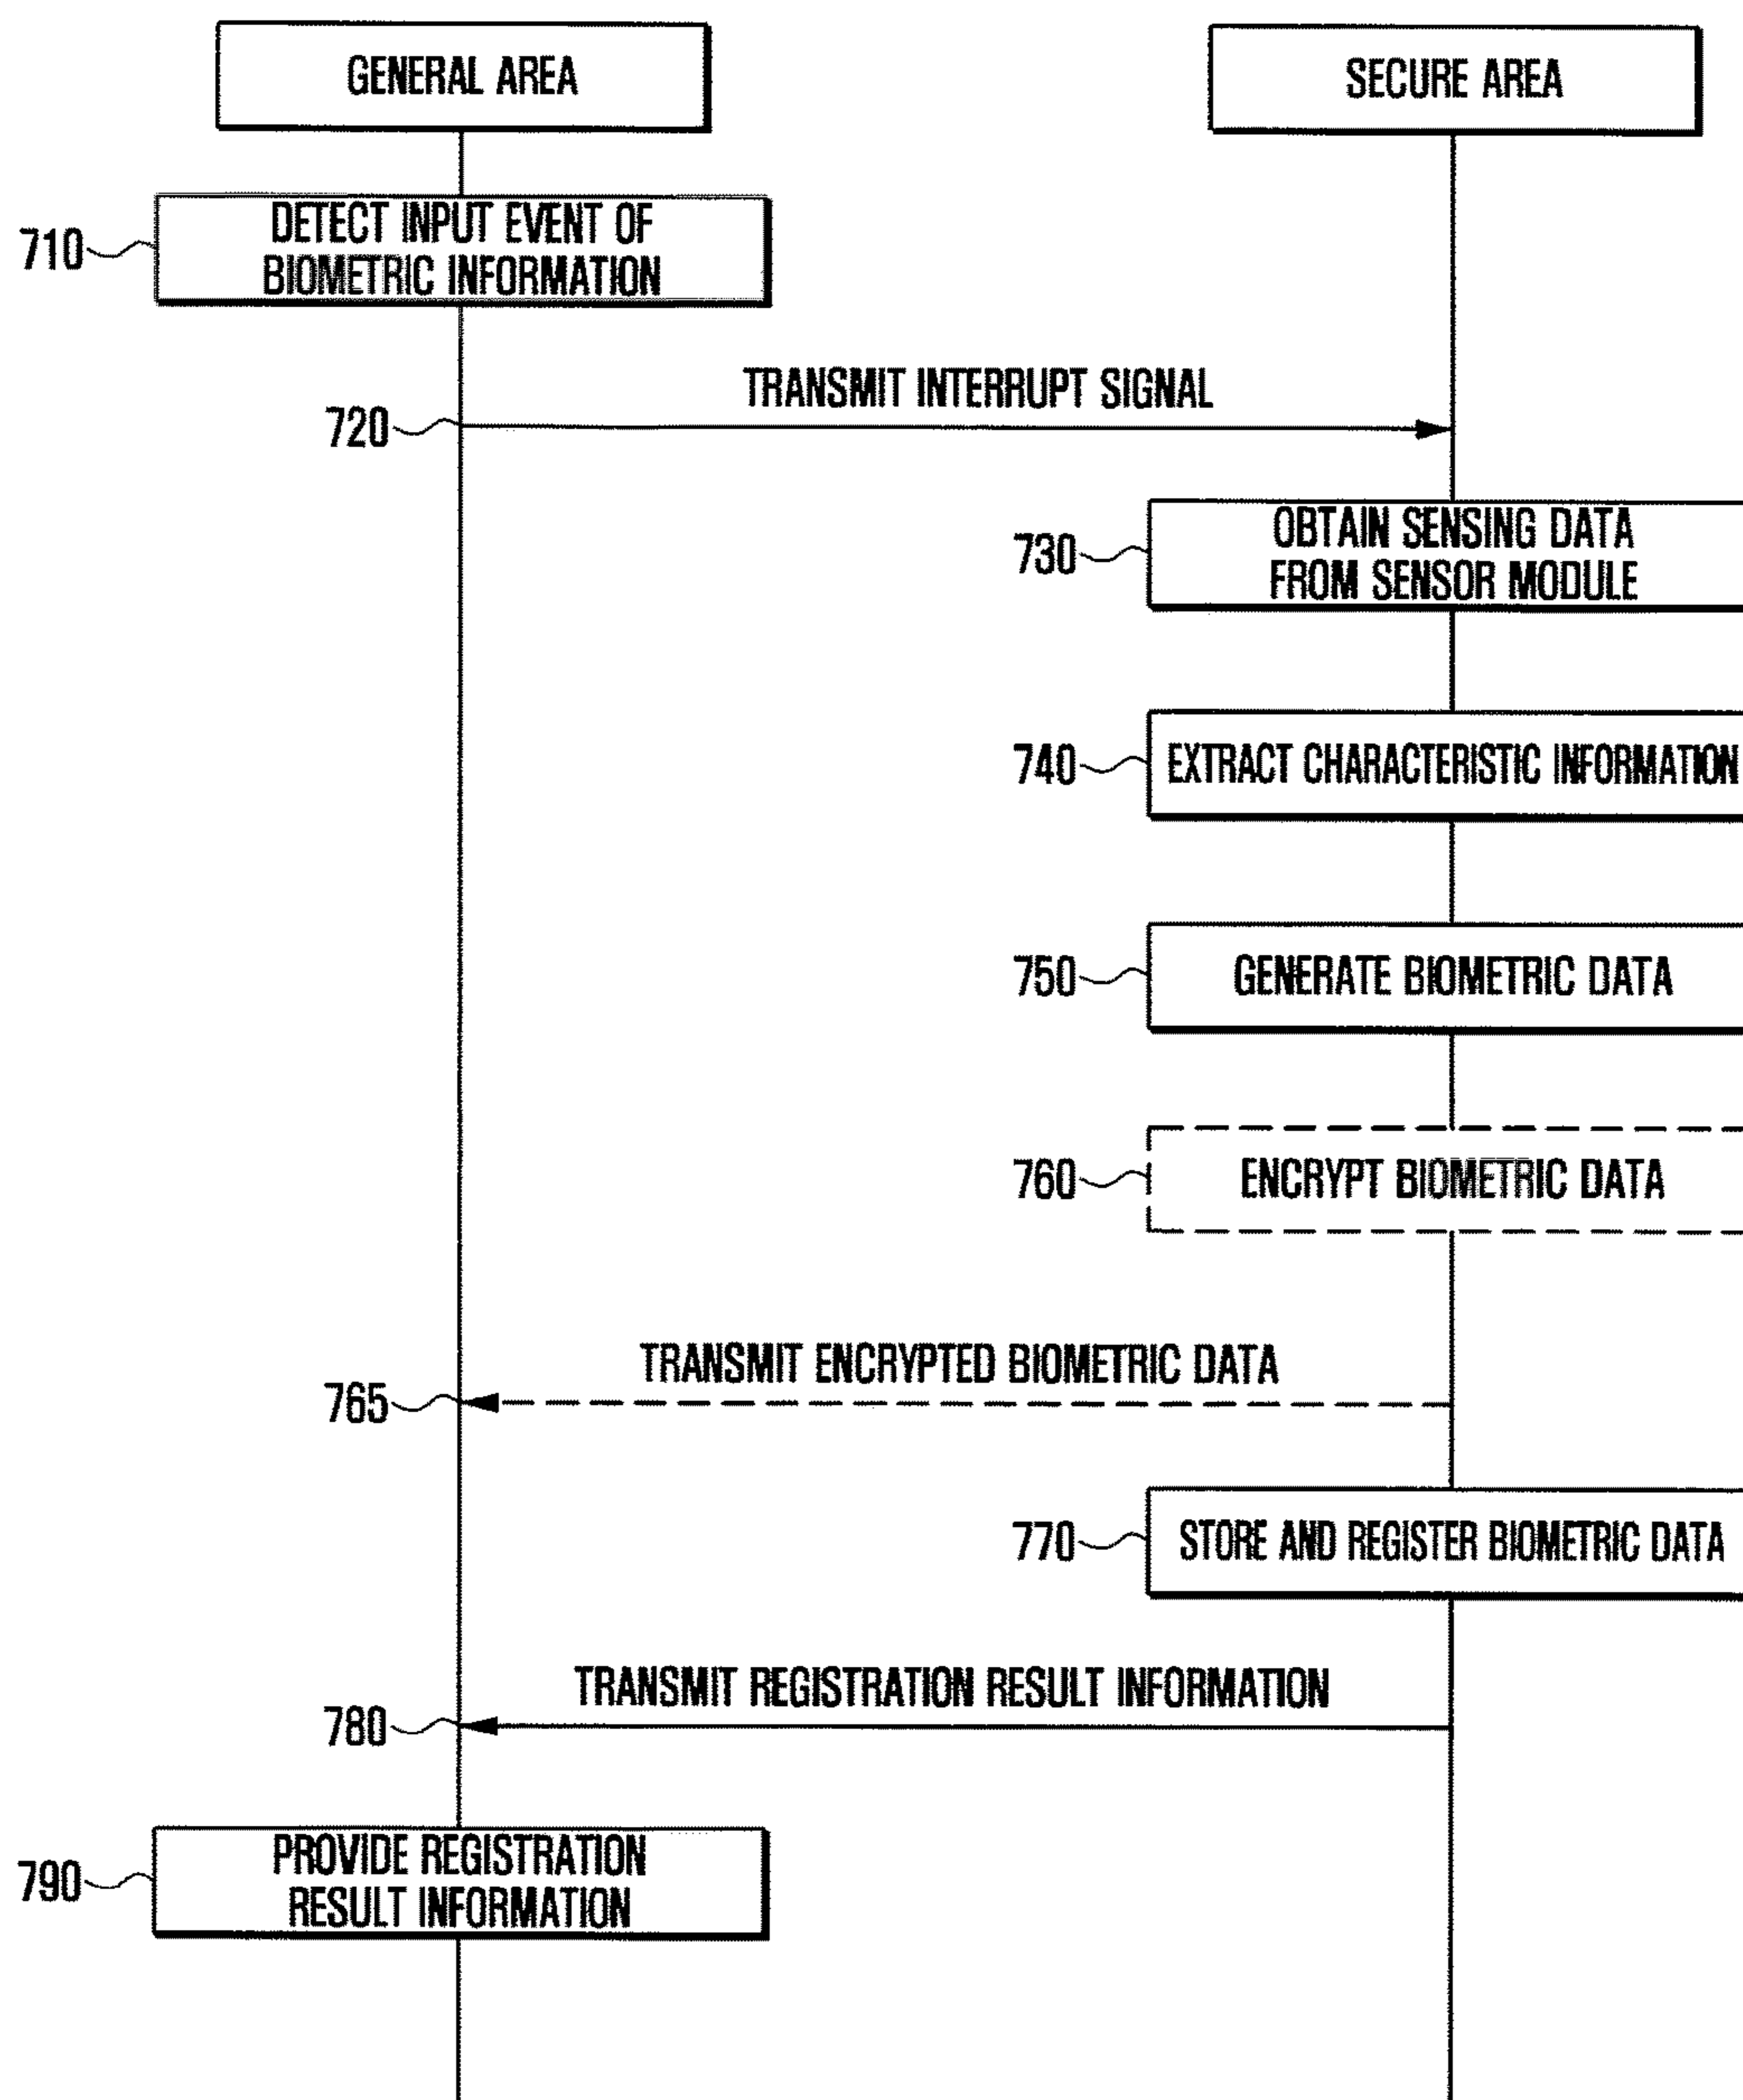 GENERAL AREA
SECURE AREA
710
DETECT INPUT EVENT OF
BIOMETRIC INFORMATION
TRANSMIT INTERRUPT SIGNAL
720
730
OBTAIN SENSING DATA
FROM SENSOR MODULE
740
EXTRACT CHARACTERISTIC INFORMATION
750
GENERATE BIOMETRIC DATA
760
ENCRYPT BIOMETRIC DATA
TRANSMIT ENCRYPTED BIOMETRIC DATA
765
770
STORE AND REGISTER BIOMETRIC DATA
TRANSMIT REGISTRATION RESULT INFORMATION
780
790
PROVIDE REGISTRATION
RESULT INFORMATION